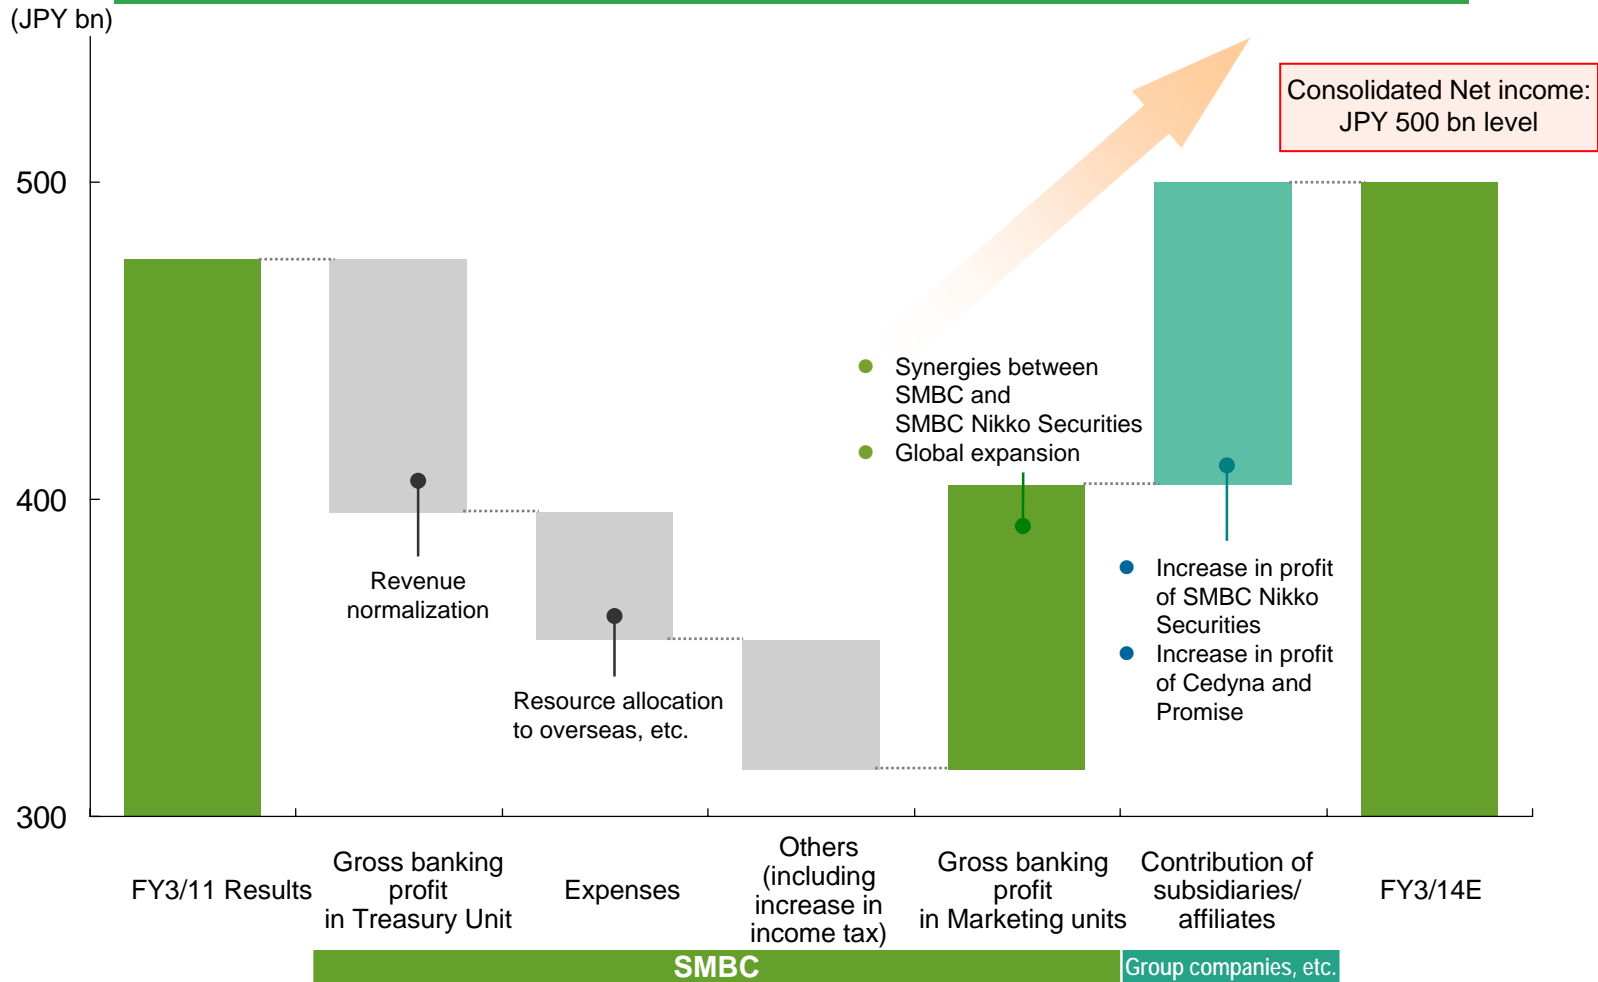 (JPY bn)
Consolidated Net income:
JPY 500 bn level
500
400
300
Synergies between
SMBC and
SMBC Nikko Securities
Global expansion
Revenue
normalization
Resource allocation
to overseas, etc.
Increase in profit
of SMBC Nikko
Securities
Increase in profit
of Cedyna and
Promise
FY3/11 Results
Gross banking
profit
in Treasury Unit
Expenses
Others
(including
increase in
income tax)
Gross banking
profit
in Marketing units
Contribution of
subsidiaries/
affiliates
FY3/14E
SMBC
Group companies, etc.